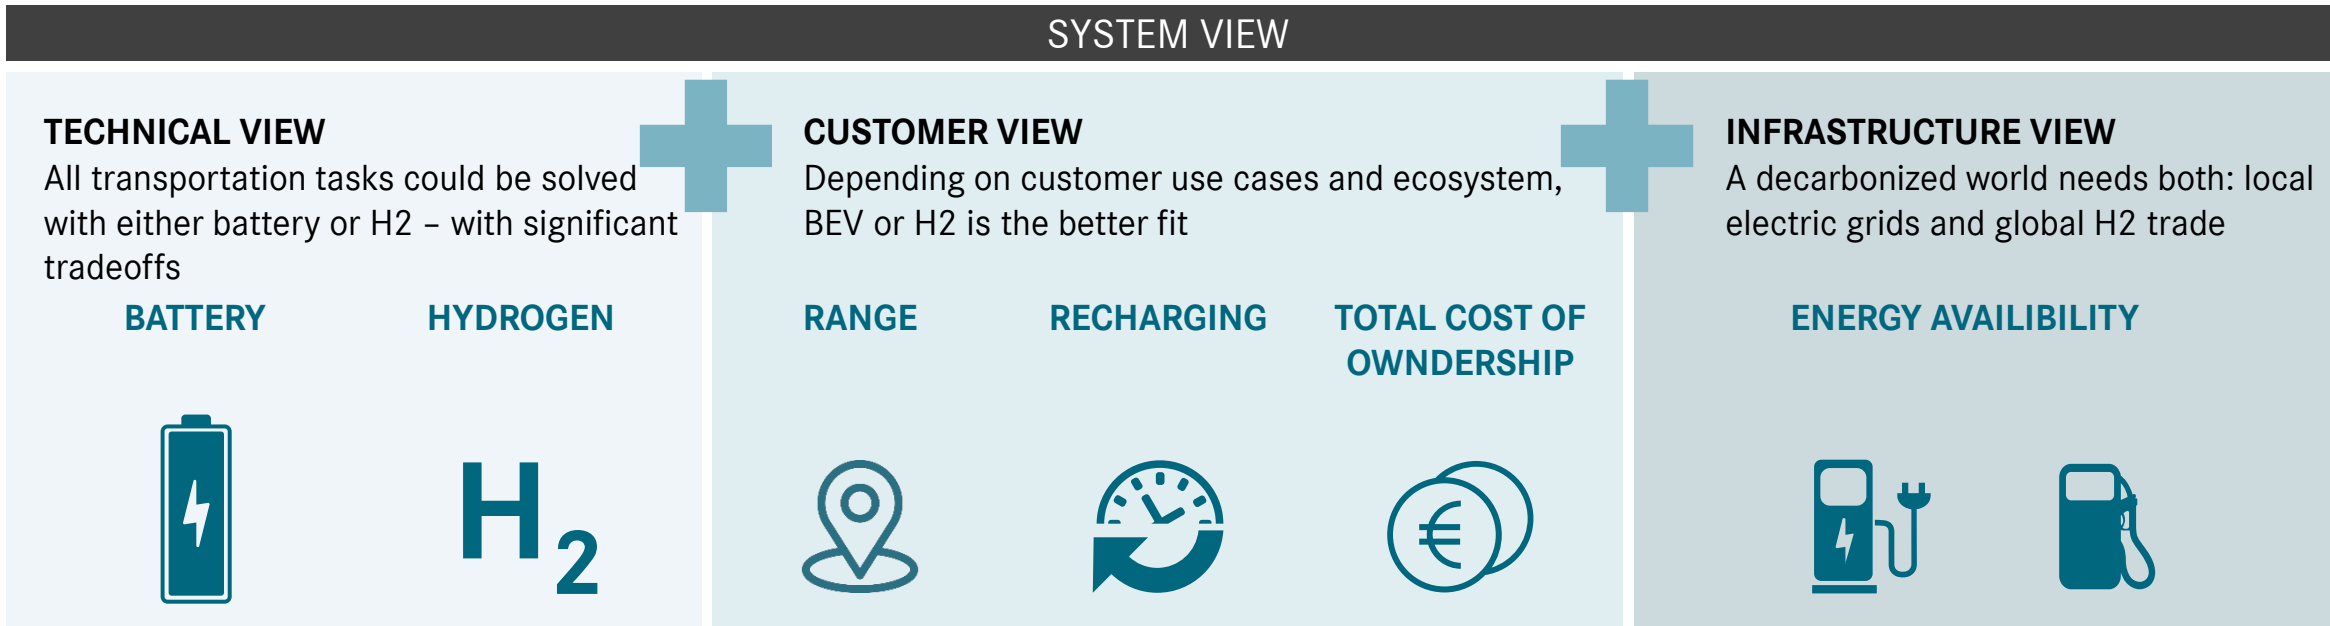 SYSTEM VIEW
TECHNICAL VIEW
All transportation tasks could be solved
with either battery or H2 – with significant
tradeoffs
BATTERY
HYDROGEN
H2
CUSTOMER VIEW
Depending on customer use cases and ecosystem,
BEV or H2 is the better fit
RANGE
RECHARGING
TOTAL COST OF
OWNDERSHIP
€
INFRASTRUCTURE VIEW
A decarbonized world needs both: local
electric grids and global H2 trade
ENERGY AVAILIBILITY